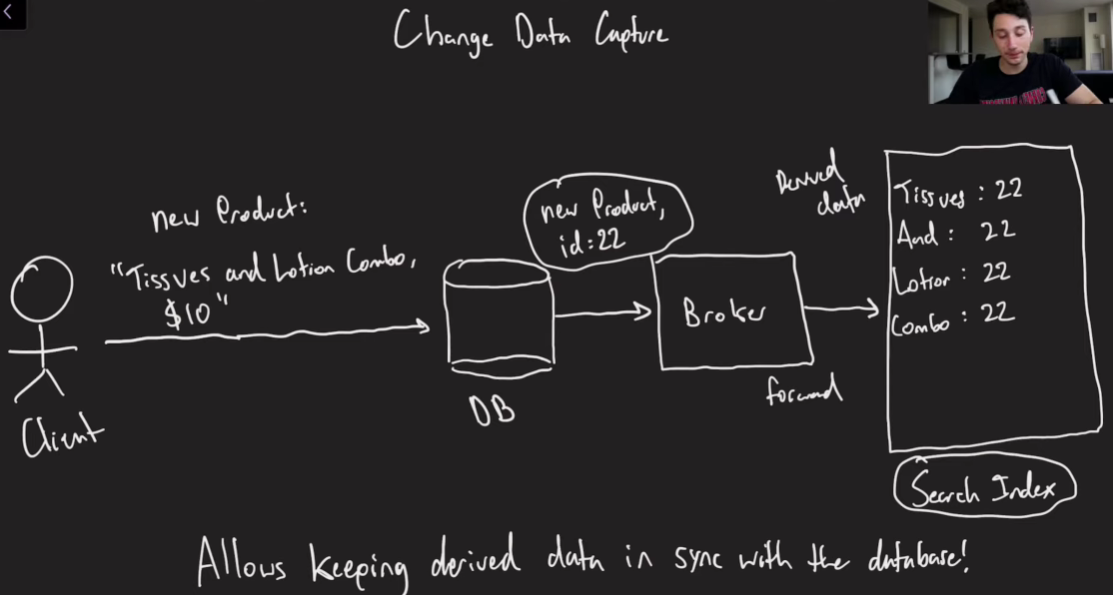 Change Data Capture
new Product:
"Tissues and Lotion Combo,
$10"
Client
DB
new Product,
id:22
Broker
forward
Derived
data
Tissues : 22
And : 22
Lotion : 22
Combo : 22
Search Index
Allows keeping derived data in sync with the database!